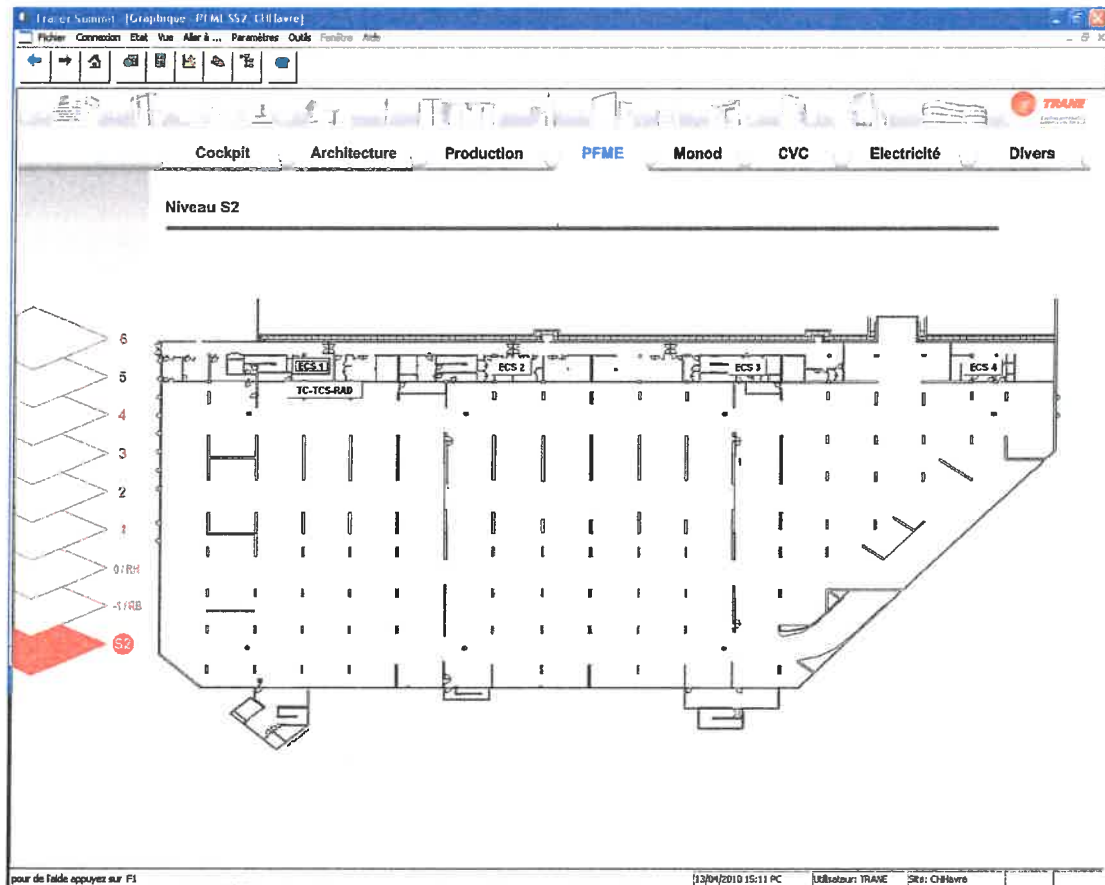 Tracer Summit - [Graphique - PFME SS2, CHHavre]
Fichier Connexion Etat Vue Aller à ... Paramètres Outils Fenêtre Aide
TRANE
Cockpit Architecture Production PFME Monod CVC Electricité Divers
Niveau S2
6
5
4
3
2
1
0 / RH
-1 / RB
S2
ECS 1 ECS 2 ECS 3 ECS 4
TC-TCS-RAD
pour de l'aide appuyez sur F1
13/04/2010 15:11 PC Utilisateur: TRANE Site: CHHavre